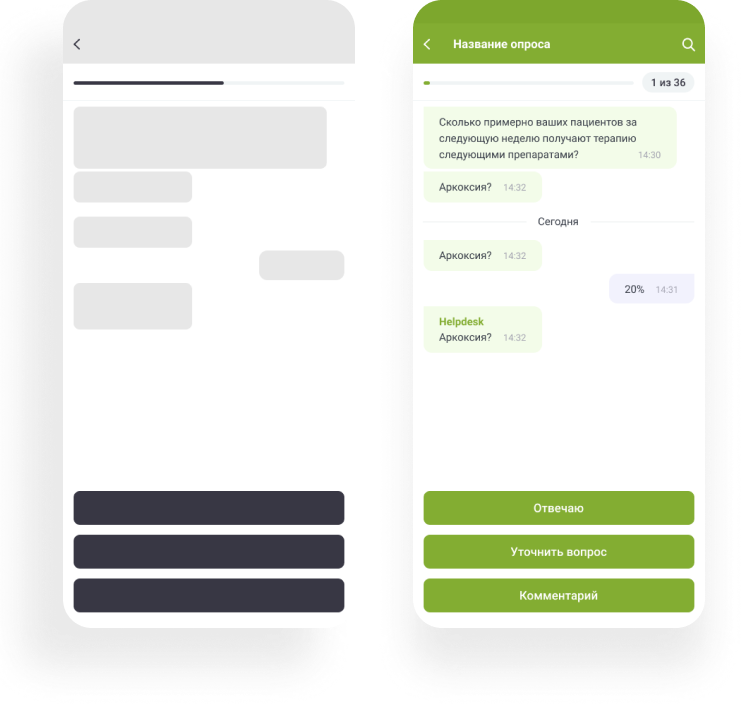 Название опроса
1 из 36
Сколько примерно ваших пациентов за
следующую неделю получают терапию
следующими препаратами? 14:30
Аркоксия? 14:32
Сегодня
Аркоксия? 14:32
20% 14:31
Helpdesk
Аркоксия? 14:32
Отвечаю
Уточнить вопрос
Комментарий